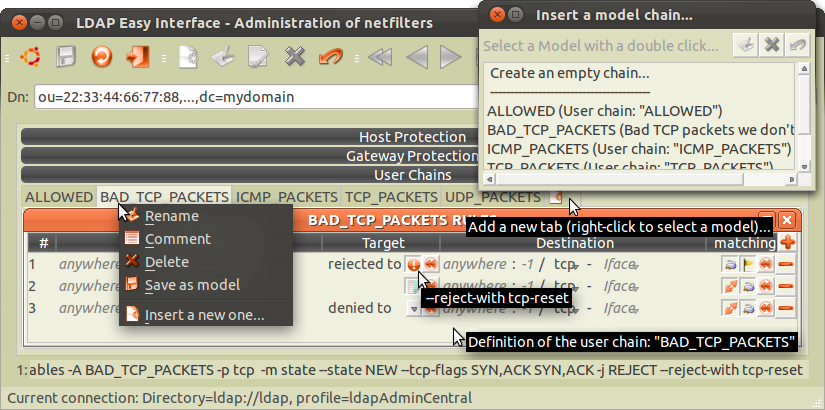 LDAP Easy Interface - Administration of netfilters
Insert a model chain...
Select a Model with a double click...
Create an empty chain...
------------------------------------------
ALLOWED (User chain: "ALLOWED")
BAD_TCP_PACKETS (Bad TCP packets we don't
ICMP_PACKETS (User chain: "ICMP_PACKETS")
TCP_PACKETS (User chain: "TCP_PACKETS")
Dn: ou=22:33:44:66:77:88,...,dc=mydomain
Host Protection
Gateway Protection
User Chains
ALLOWED BAD_TCP_PACKETS ICMP_PACKETS TCP_PACKETS UDP_PACKETS
Rename
Comment
Delete
Save as model
Insert a new one...
BAD_TCP_PACKETS RULES
Add a new tab (right-click to select a model)...
# Target Destination matching
1 anywhere rejected to anywhere : -1 / tcp - Iface
2 anywhere anywhere : -1 / tcp - Iface
--reject-with tcp-reset
3 anywhere denied to - Iface
Definition of the user chain: "BAD_TCP_PACKETS"
1: ables -A BAD_TCP_PACKETS -p tcp -m state --state NEW --tcp-flags SYN,ACK SYN,ACK -j REJECT --reject-with tcp-reset
Current connection: Directory=ldap://ldap, profile=ldapAdminCentral